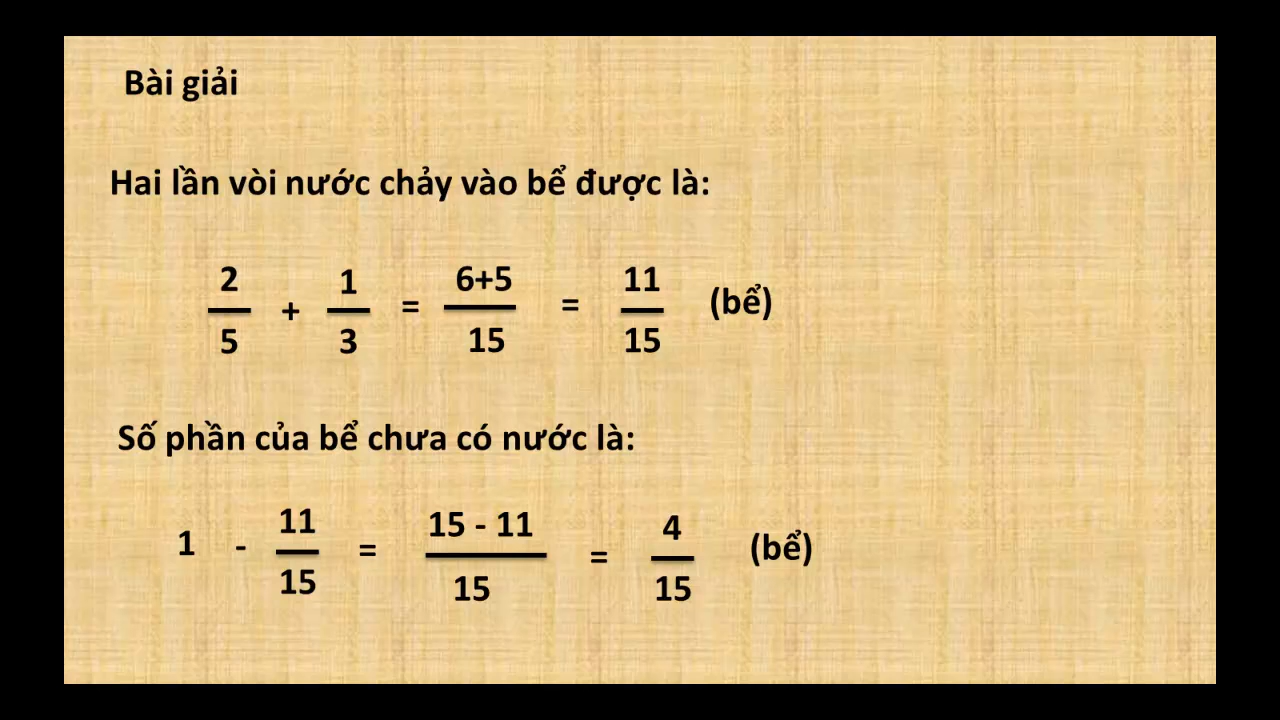 Bài giải
Hai lần vòi nước chảy vào bể được là:
2/5 + 1/3 = 6+5/15 = 11/15 (bể)
Số phần của bể chưa có nước là:
1 - 11/15 = 15 - 11/15 = 4/15 (bể)